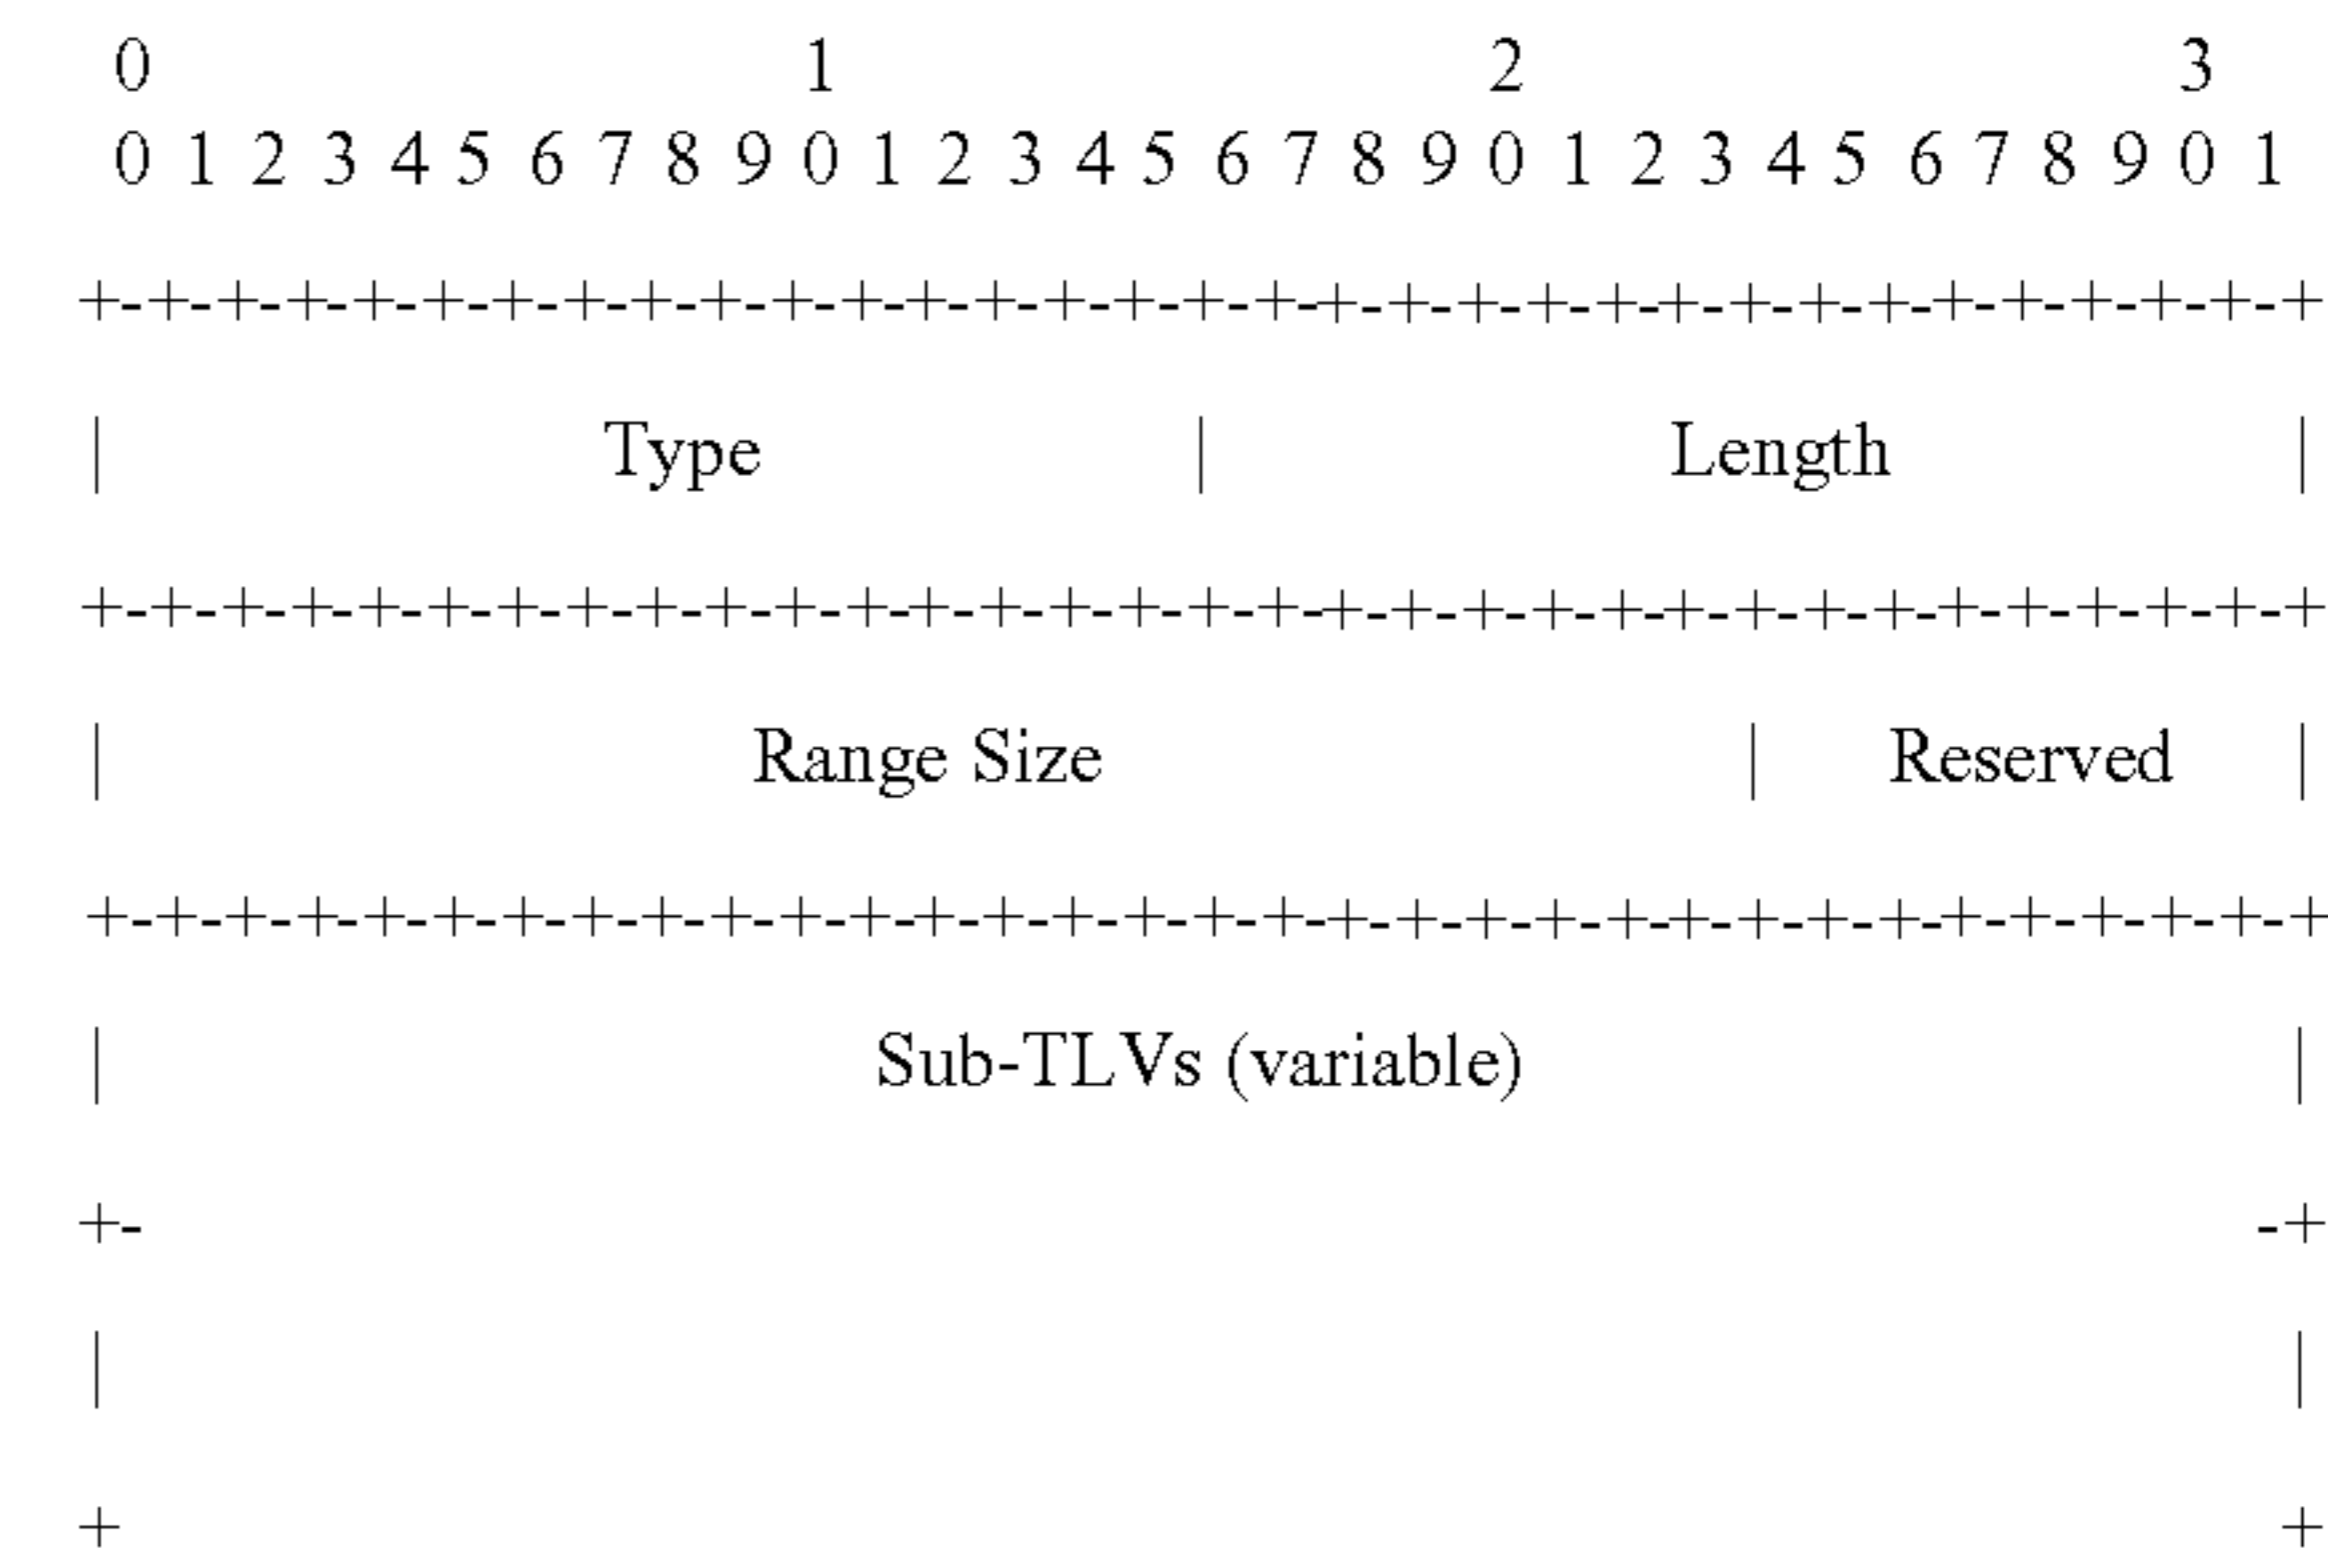 0 1 2 3
0 1 2 3 4 5 6 7 8 9 0 1 2 3 4 5 6 7 8 9 0 1 2 3 4 5 6 7 8 9 0 1
+-+-+-+-+-+-+-+-+-+-+-+-+-+-+-+-+-+-+-+-+-+-+-+-+-+-+-+-+-+-+-+-+
| Type | Length |
+-+-+-+-+-+-+-+-+-+-+-+-+-+-+-+-+-+-+-+-+-+-+-+-+-+-+-+-+-+-+-+-+
| Range Size | Reserved |
+-+-+-+-+-+-+-+-+-+-+-+-+-+-+-+-+-+-+-+-+-+-+-+-+-+-+-+-+-+-+-+-+
| Sub-TLVs (variable) |
+- -+
| |
+ +